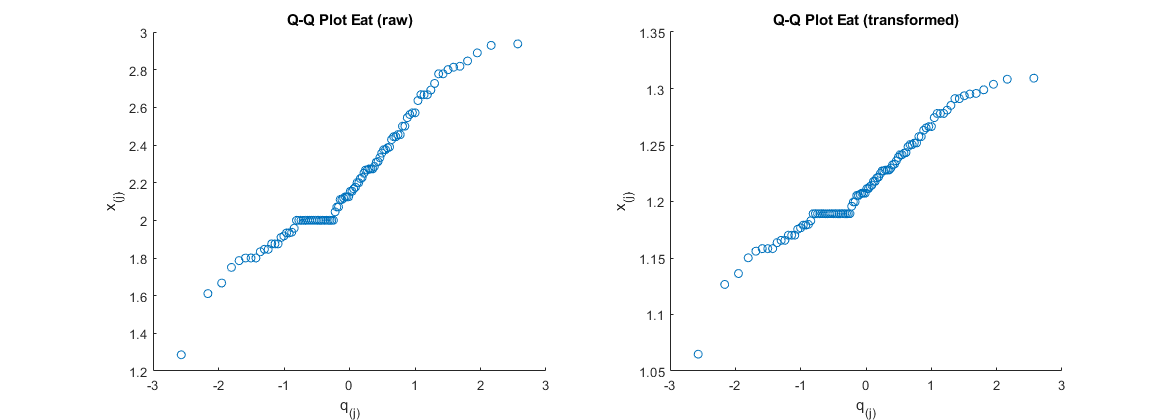 Q-Q Plot Eat (raw)
3
2.8
2.6
2.4
2.2
2
1.8
1.6
1.4
1.2
x(j)
-3 -2 -1 0 1 2 3
q(j)
Q-Q Plot Eat (transformed)
1.35
1.3
1.25
1.2
1.15
1.1
1.05
x(j)
-3 -2 -1 0 1 2 3
q(j)